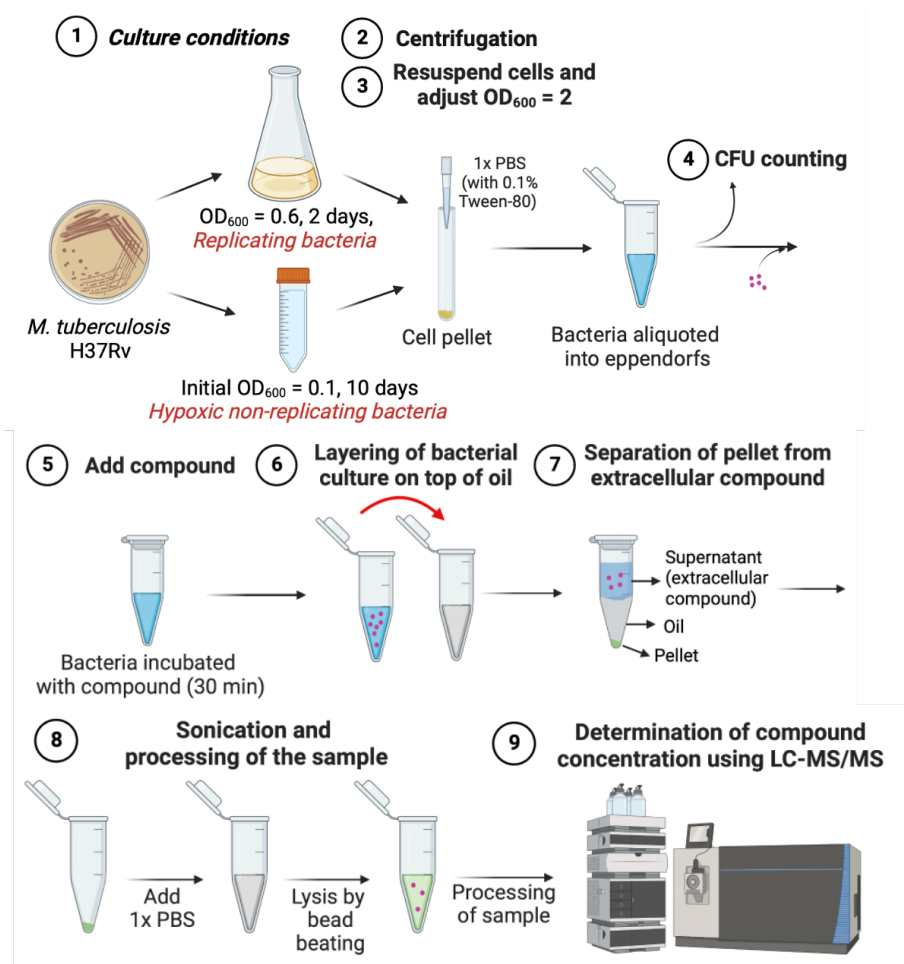 1
Culture conditions
2
Centrifugation
3
Resuspend cells and
adjust OD₆₀₀ = 2
1x PBS
(with 0.1%
Tween-80)
4
CFU counting
OD₆₀₀ = 0.6, 2 days,
Replicating bacteria
M. tuberculosis
H37Rv
Cell pellet
Bacteria aliquoted
into eppendorfs
Initial OD₆₀₀ = 0.1, 10 days
Hypoxic non-replicating bacteria
5
Add compound
6
Layering of bacterial
culture on top of oil
7
Separation of pellet from
extracellular compound
Supernatant
(extracellular
compound)
Oil
Pellet
Bacteria incubated
with compound (30 min)
8
Sonication and
processing of the sample
9
Determination of compound
concentration using LC-MS/MS
Add
1x PBS
Lysis by
bead
beating
Processing
of sample